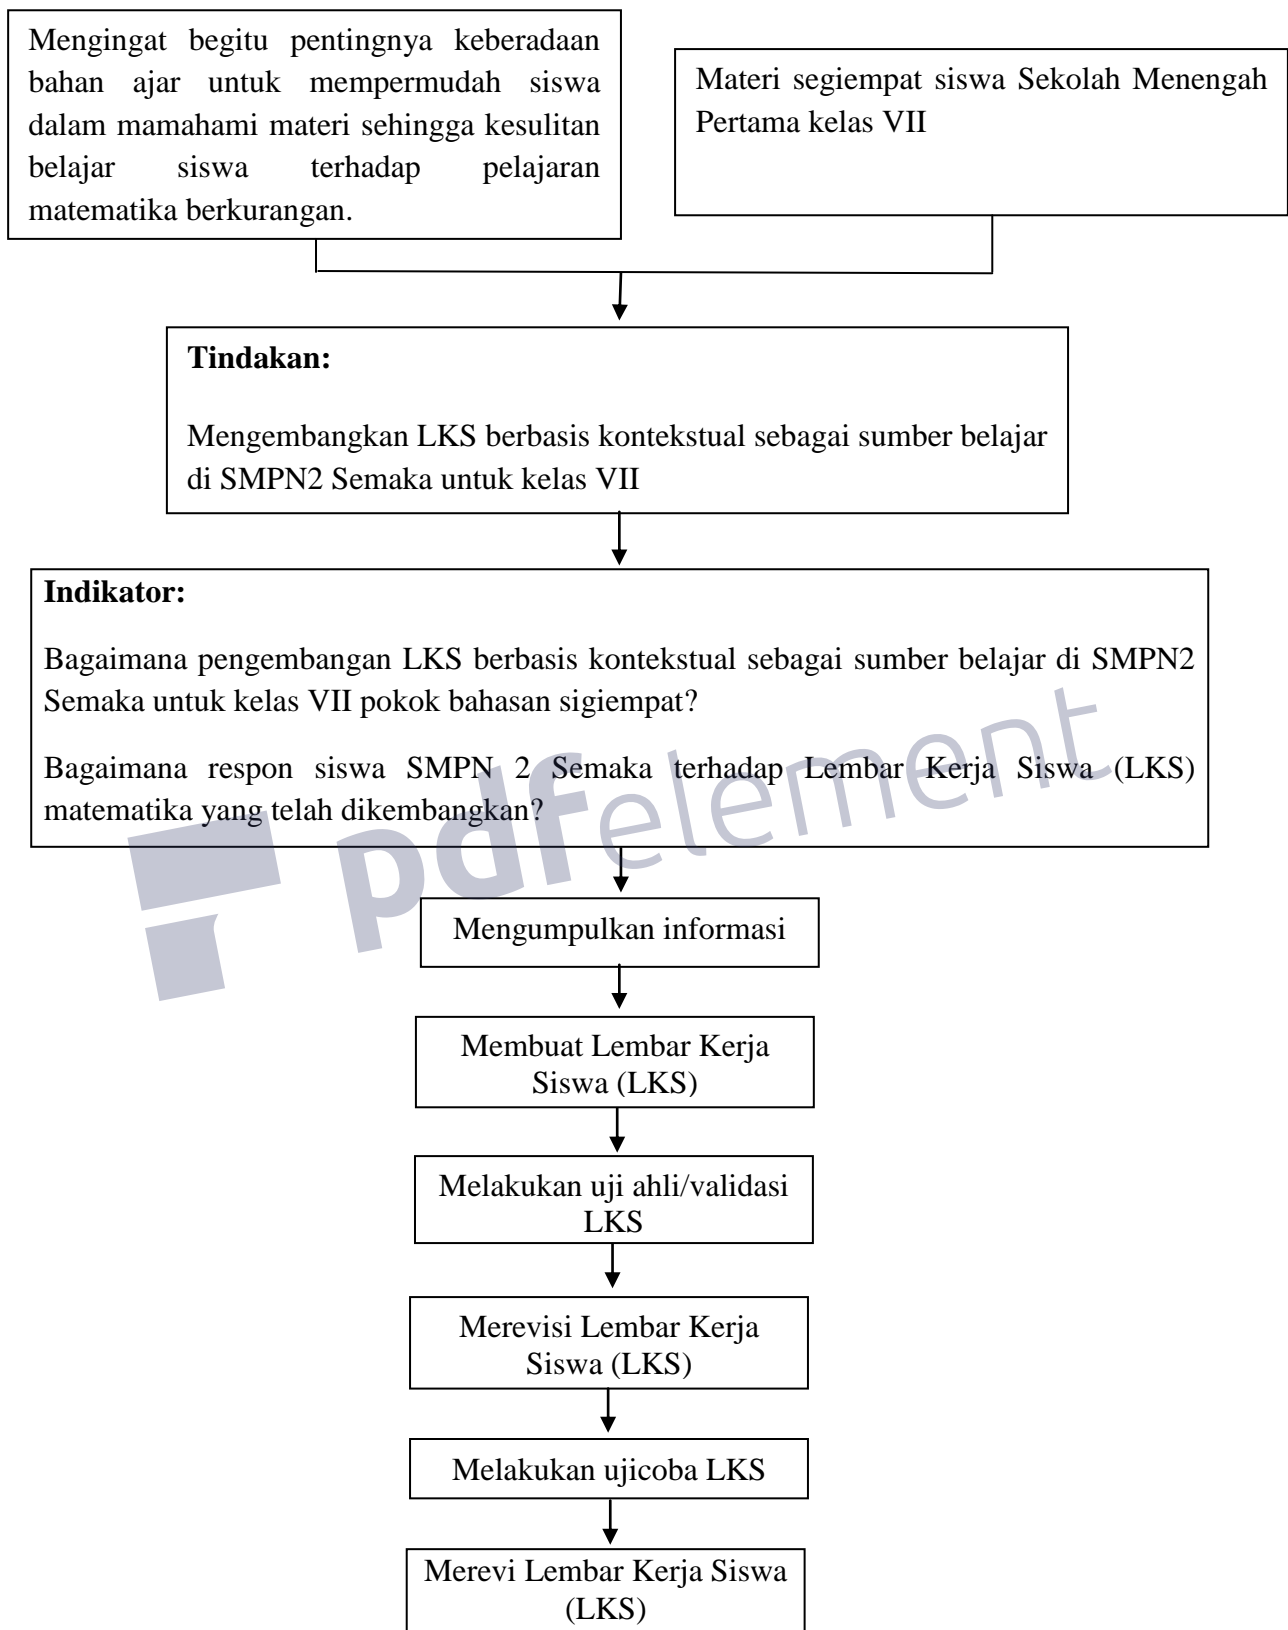 Mengingat begitu pentingnya keberadaan
bahan ajar untuk mempermudah siswa
dalam mamahami materi sehingga kesulitan
belajar siswa terhadap pelajaran
matematika berkurangan.
Materi segiempat siswa Sekolah Menengah
Pertama kelas VII
Tindakan:
Mengembangkan LKS berbasis kontekstual sebagai sumber belajar
di SMPN2 Semaka untuk kelas VII
Indikator:
Bagaimana pengembangan LKS berbasis kontekstual sebagai sumber belajar di SMPN2
Semaka untuk kelas VII pokok bahasan sigiempat?
Bagaimana respon siswa SMPN 2 Semaka terhadap Lembar Kerja Siswa (LKS)
matematika yang telah dikembangkan?
pdfelement
Mengumpulkan informasi
Membuat Lembar Kerja
Siswa (LKS)
Melakukan uji ahli/validasi
LKS
Merevisi Lembar Kerja
Siswa (LKS)
Melakukan ujicoba LKS
Merevi Lembar Kerja Siswa
(LKS)